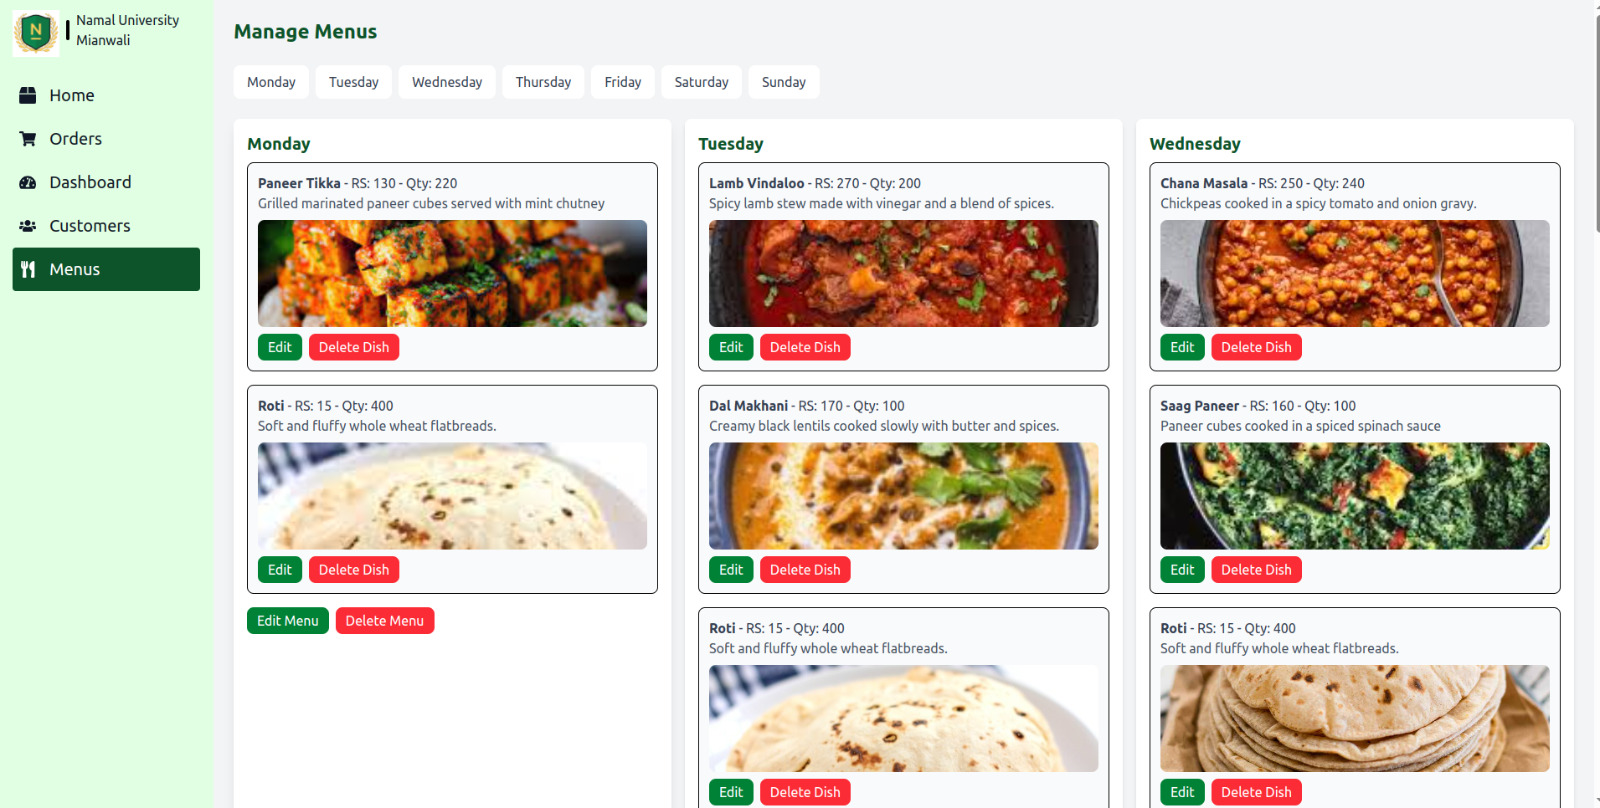 Namal University
Mianwali
Home
Orders
Dashboard
Customers
Menus
Manage Menus
Monday
Tuesday
Wednesday
Thursday
Friday
Saturday
Sunday
Monday
Paneer Tikka - RS: 130 - Qty: 220
Grilled marinated paneer cubes served with mint chutney
Edit
Delete Dish
Roti - RS: 15 - Qty: 400
Soft and fluffy whole wheat flatbreads.
Edit
Delete Dish
Edit Menu
Delete Menu
Tuesday
Lamb Vindaloo - RS: 270 - Qty: 200
Spicy lamb stew made with vinegar and a blend of spices.
Edit
Delete Dish
Dal Makhani - RS: 170 - Qty: 100
Creamy black lentils cooked slowly with butter and spices.
Edit
Delete Dish
Roti - RS: 15 - Qty: 400
Soft and fluffy whole wheat flatbreads.
Edit
Delete Dish
Wednesday
Chana Masala - RS: 250 - Qty: 240
Chickpeas cooked in a spicy tomato and onion gravy.
Edit
Delete Dish
Saag Paneer - RS: 160 - Qty: 100
Paneer cubes cooked in a spiced spinach sauce
Edit
Delete Dish
Roti - RS: 15 - Qty: 400
Soft and fluffy whole wheat flatbreads.
Edit
Delete Dish